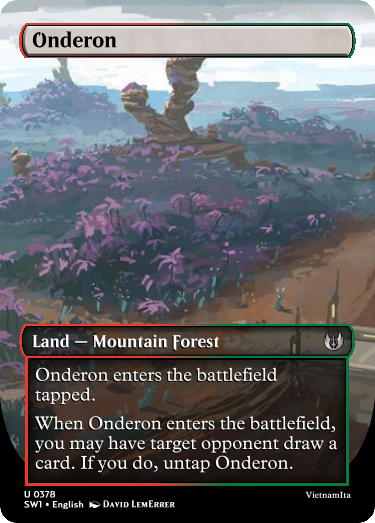 Onderon
Land — Mountain Forest
Onderon enters the battlefield
tapped.
When Onderon enters the battlefield,
you may have target opponent draw a
card. If you do, untap Onderon.
U 0378
VietnamIta
SW1 • English David LemErrer